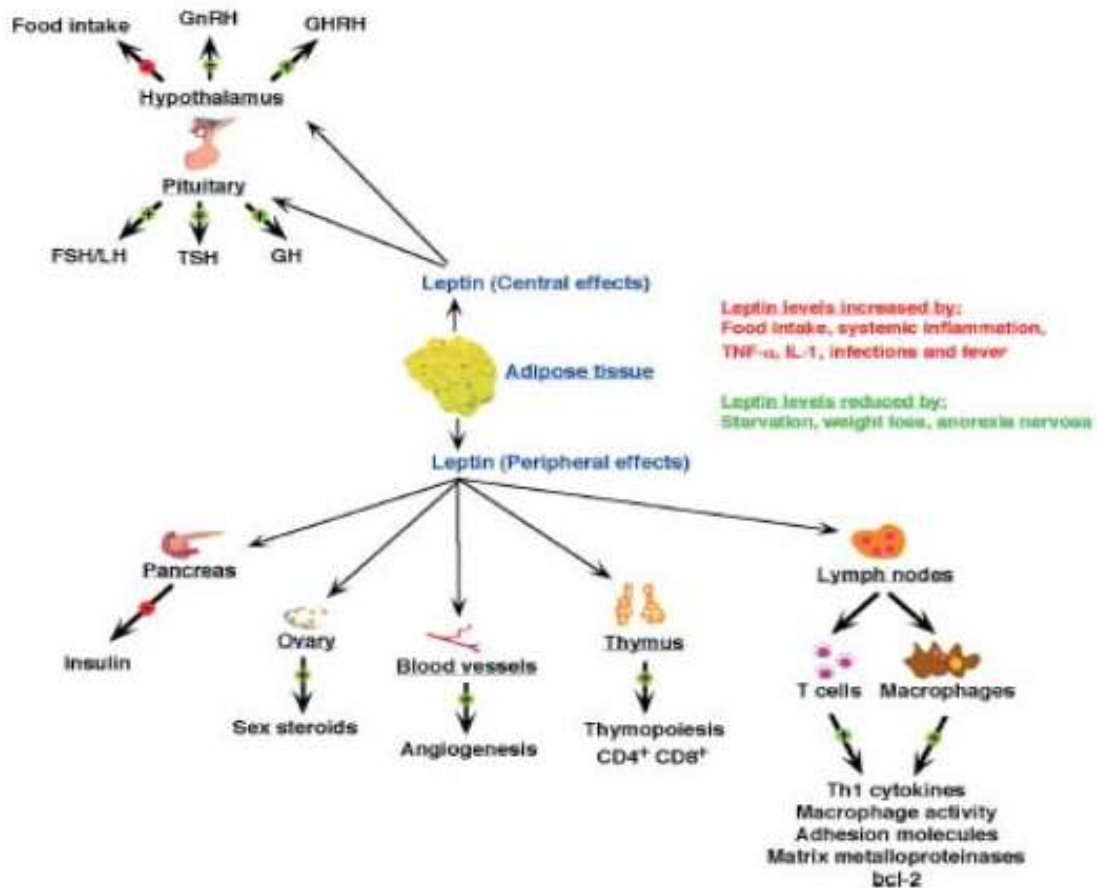 Food intake
GnRH
GHRH
Hypothalamus
Pituitary
FSH/LH
TSH
GH
Leptin (Central effects)
Leptin levels increased by;
Food intake, systemic inflammation,
TNF-α, IL-1, infections and fever
Adipose tissue
Leptin levels reduced by;
Starvation, weight loss, anorexia nervosa
Leptin (Peripheral effects)
Pancreas
Insulin
Ovary
Sex steroids
Blood vessels
Angiogenesis
Thymus
Thymopoiesis
CD4⁺ CD8⁺
Lymph nodes
T cells
Macrophages
Th1 cytokines
Macrophage activity
Adhesion molecules
Matrix metalloproteinases
bcl-2